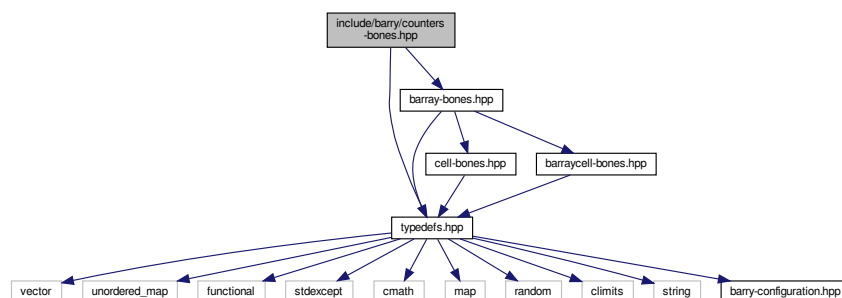 include/barry/counters
-bones.hpp
barray-bones.hpp
cell-bones.hpp
barraycell-bones.hpp
typedefs.hpp
vector
unordered_map
functional
stdexcept
cmath
map
random
climits
string
barry-configuration.hpp